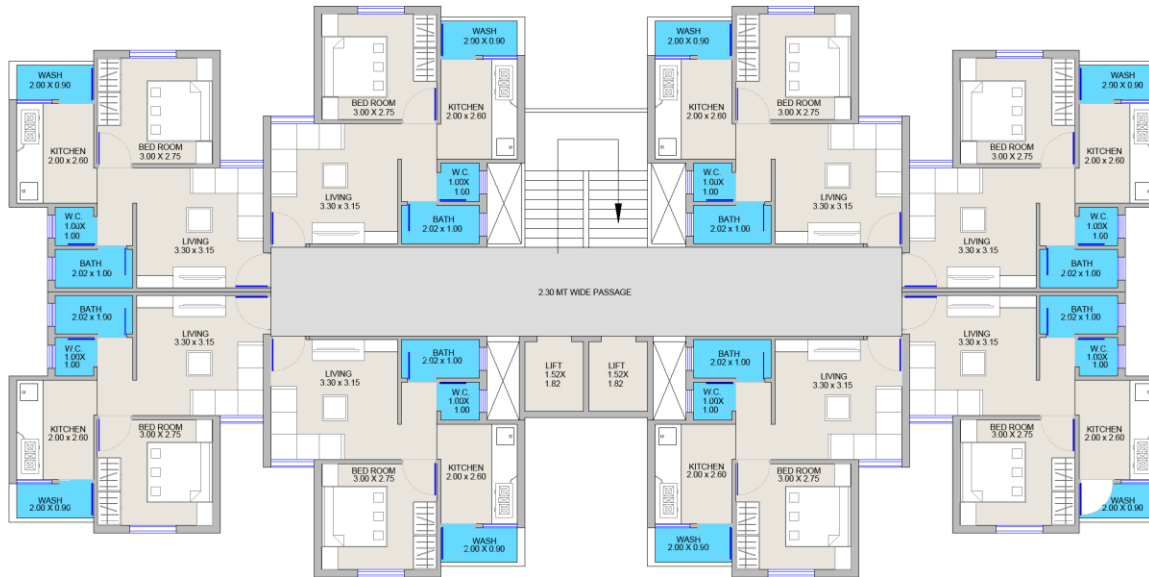 WASH
2.00 X 0.90
BED ROOM
3.00 X 2.75
KITCHEN
2.00 x 2.60
W.C.
1.00X
1.00
LIVING
3.30 x 3.15
BATH
2.02 x 1.00
WASH
2.00 X 0.90
BED ROOM
3.00 X 2.75
KITCHEN
2.00 x 2.60
W.C.
1.00X
1.00
LIVING
3.30 x 3.15
BATH
2.02 x 1.00
WASH
2.00 X 0.90
BED ROOM
3.00 X 2.75
KITCHEN
2.00 x 2.60
W.C.
1.00X
1.00
LIVING
3.30 x 3.15
BATH
2.02 x 1.00
WASH
2.00 X 0.90
BED ROOM
3.00 X 2.75
KITCHEN
2.00 x 2.60
W.C.
1.00X
1.00
LIVING
3.30 x 3.15
BATH
2.02 x 1.00
2.30 MT WIDE PASSAGE
BATH
2.02 x 1.00
LIVING
3.30 x 3.15
W.C.
1.00X
1.00
KITCHEN
2.00 x 2.60
BED ROOM
3.00 X 2.75
WASH
2.00 X 0.90
BATH
2.02 x 1.00
LIVING
3.30 x 3.15
W.C.
1.00X
1.00
KITCHEN
2.00 x 2.60
BED ROOM
3.00 X 2.75
WASH
2.00 X 0.90
LIFT
1.52X
1.82
LIFT
1.52X
1.82
BATH
2.02 x 1.00
LIVING
3.30 x 3.15
W.C.
1.00X
1.00
KITCHEN
2.00 x 2.60
BED ROOM
3.00 X 2.75
WASH
2.00 X 0.90
BATH
2.02 x 1.00
LIVING
3.30 x 3.15
W.C.
1.00X
1.00
KITCHEN
2.00 x 2.60
BED ROOM
3.00 X 2.75
WASH
2.00 X 0.90